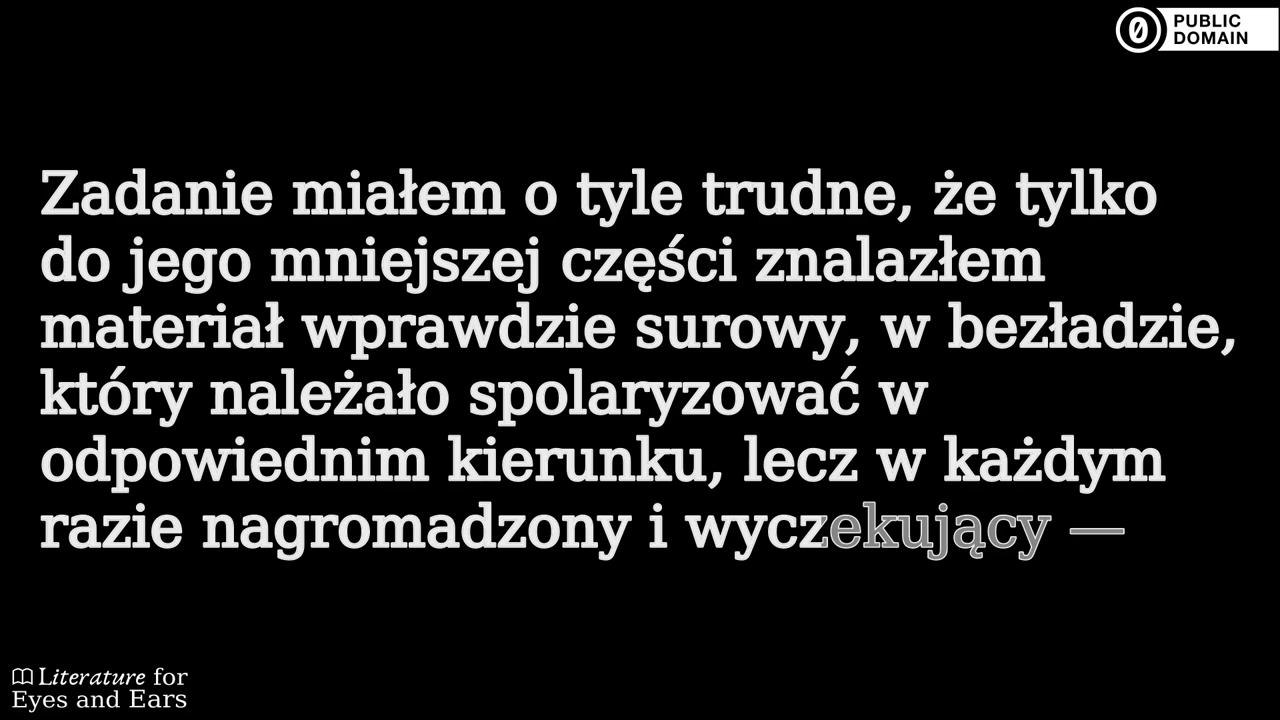 PUBLIC
DOMAIN
Zadanie miałem o tyle trudne, że tylko
do jego mniejszej części znalazłem
materiał wprawdzie surowy, w bezładzie,
który należało spolaryzować w
odpowiednim kierunku, lecz w każdym
razie nagromadzony i wyczekujący —
Literature for
Eyes and Ears